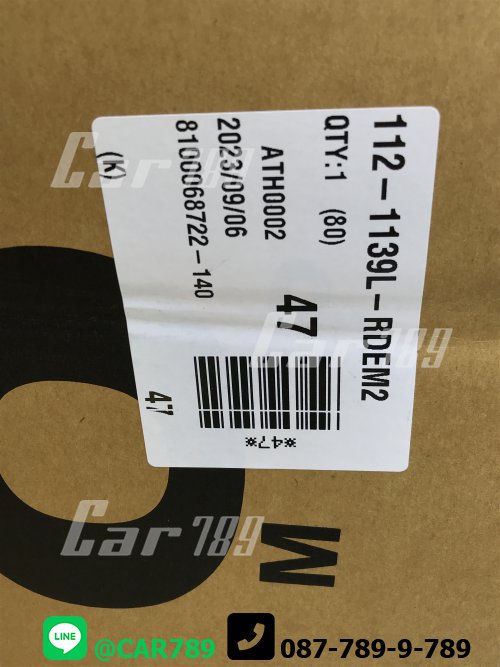 112-1139L-RDEM2
QTY:1 (80)
47
ATH0002
2023/09/06
8100068722-140
(K)
*47*
47
M
Car789
Car789
Car789
LINE
@CAR789
087-789-9-789